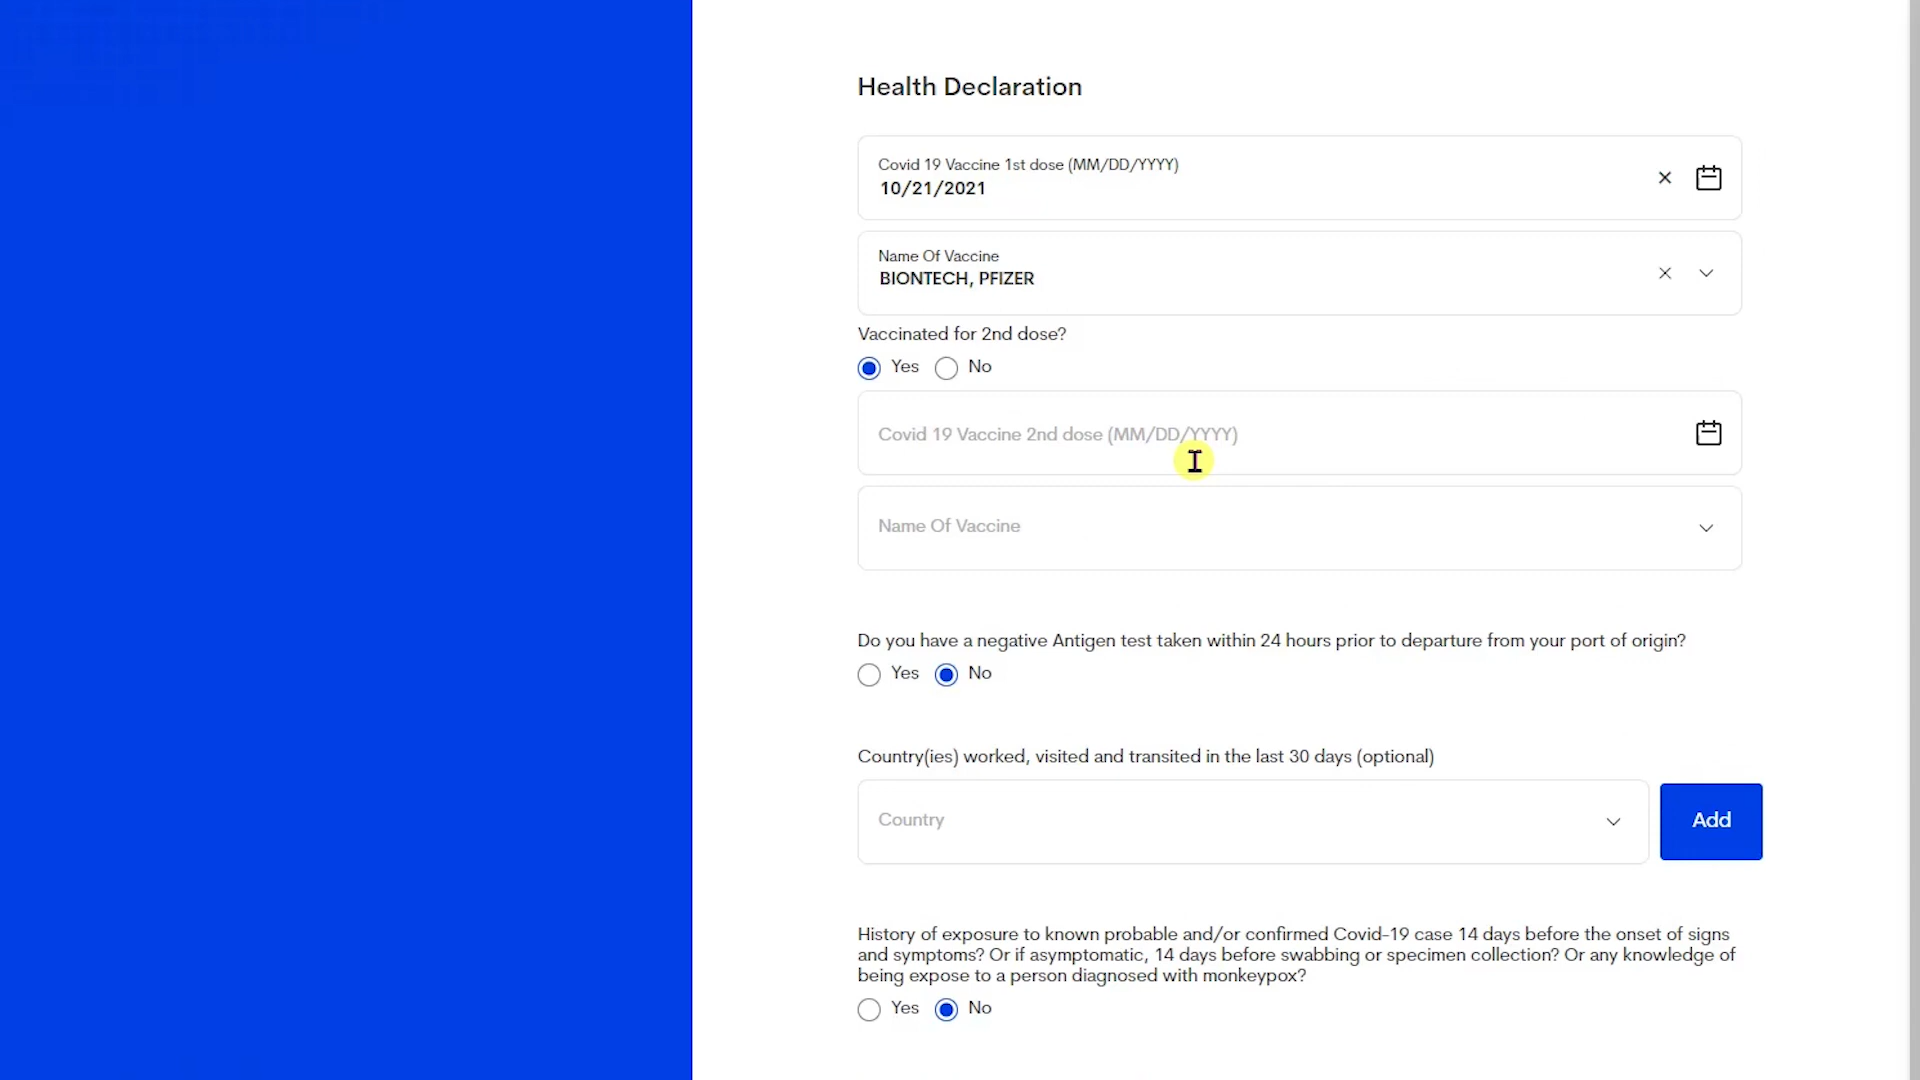 Health Declaration
Covid 19 Vaccine 1st dose (MM/DD/YYYY)
10/21/2021
Name Of Vaccine
BIONTECH, PFIZER
Vaccinated for 2nd dose?
Yes No
Covid 19 Vaccine 2nd dose (MM/DD/YYYY)
Name Of Vaccine
Do you have a negative Antigen test taken within 24 hours prior to departure from your port of origin?
Yes No
Country(ies) worked, visited and transited in the last 30 days (optional)
Country
Add
History of exposure to known probable and/or confirmed Covid-19 case 14 days before the onset of signs
and symptoms? Or if asymptomatic, 14 days before swabbing or specimen collection? Or any knowledge of
being expose to a person diagnosed with monkeypox?
Yes No